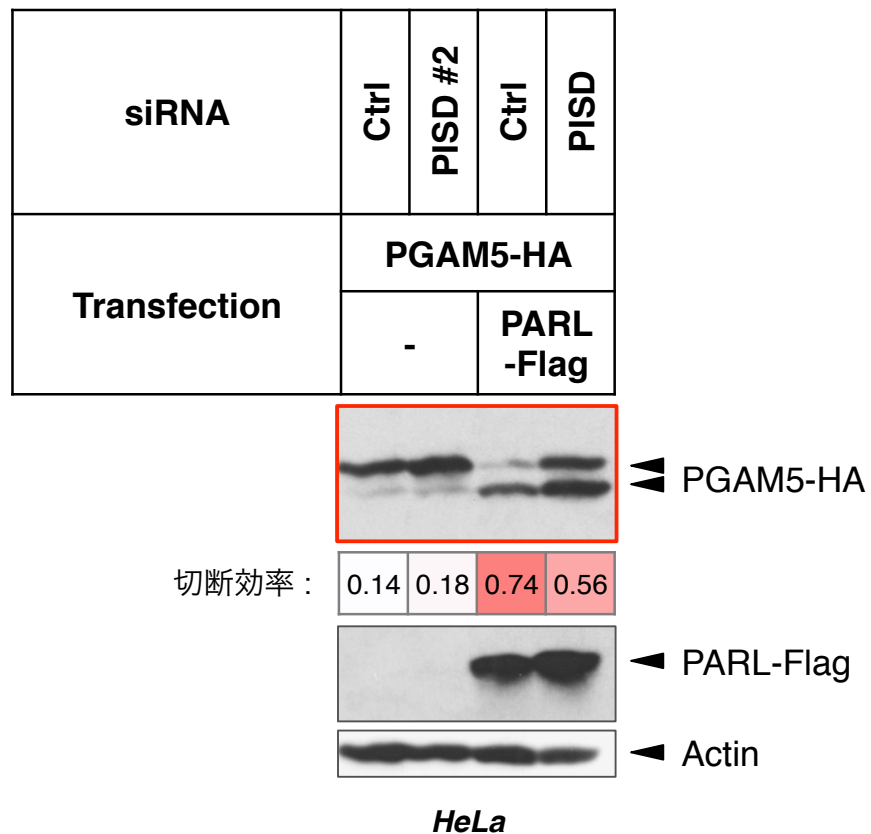 siRNA
Ctrl
PISD #2
Ctrl
PISD
Transfection
PGAM5-HA
-
PARL
-Flag
PGAM5-HA
切断効率 :
0.14
0.18
0.74
0.56
PARL-Flag
Actin
HeLa